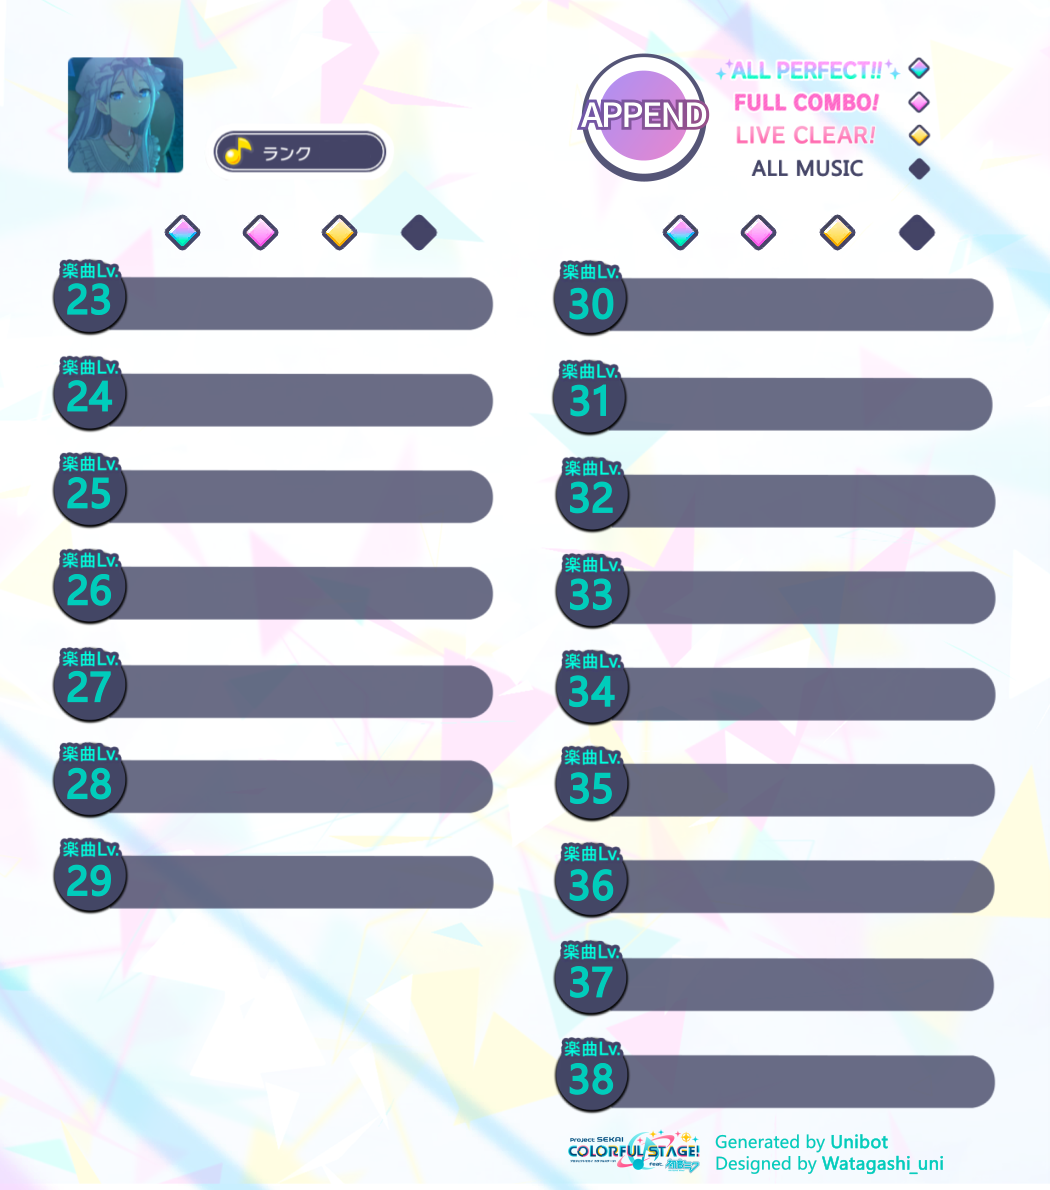 ランク
APPEND
ALL PERFECT!!
FULL COMBO!
LIVE CLEAR!
ALL MUSIC
楽曲Lv.
23
楽曲Lv.
24
楽曲Lv.
25
楽曲Lv.
26
楽曲Lv.
27
楽曲Lv.
28
楽曲Lv.
29
楽曲Lv.
30
楽曲Lv.
31
楽曲Lv.
32
楽曲Lv.
33
楽曲Lv.
34
楽曲Lv.
35
楽曲Lv.
36
楽曲Lv.
37
楽曲Lv.
38
Project SEKAI
COLORFUL STAGE!
feat. 初音ミク
Generated by Unibot
Designed by Watagashi_uni